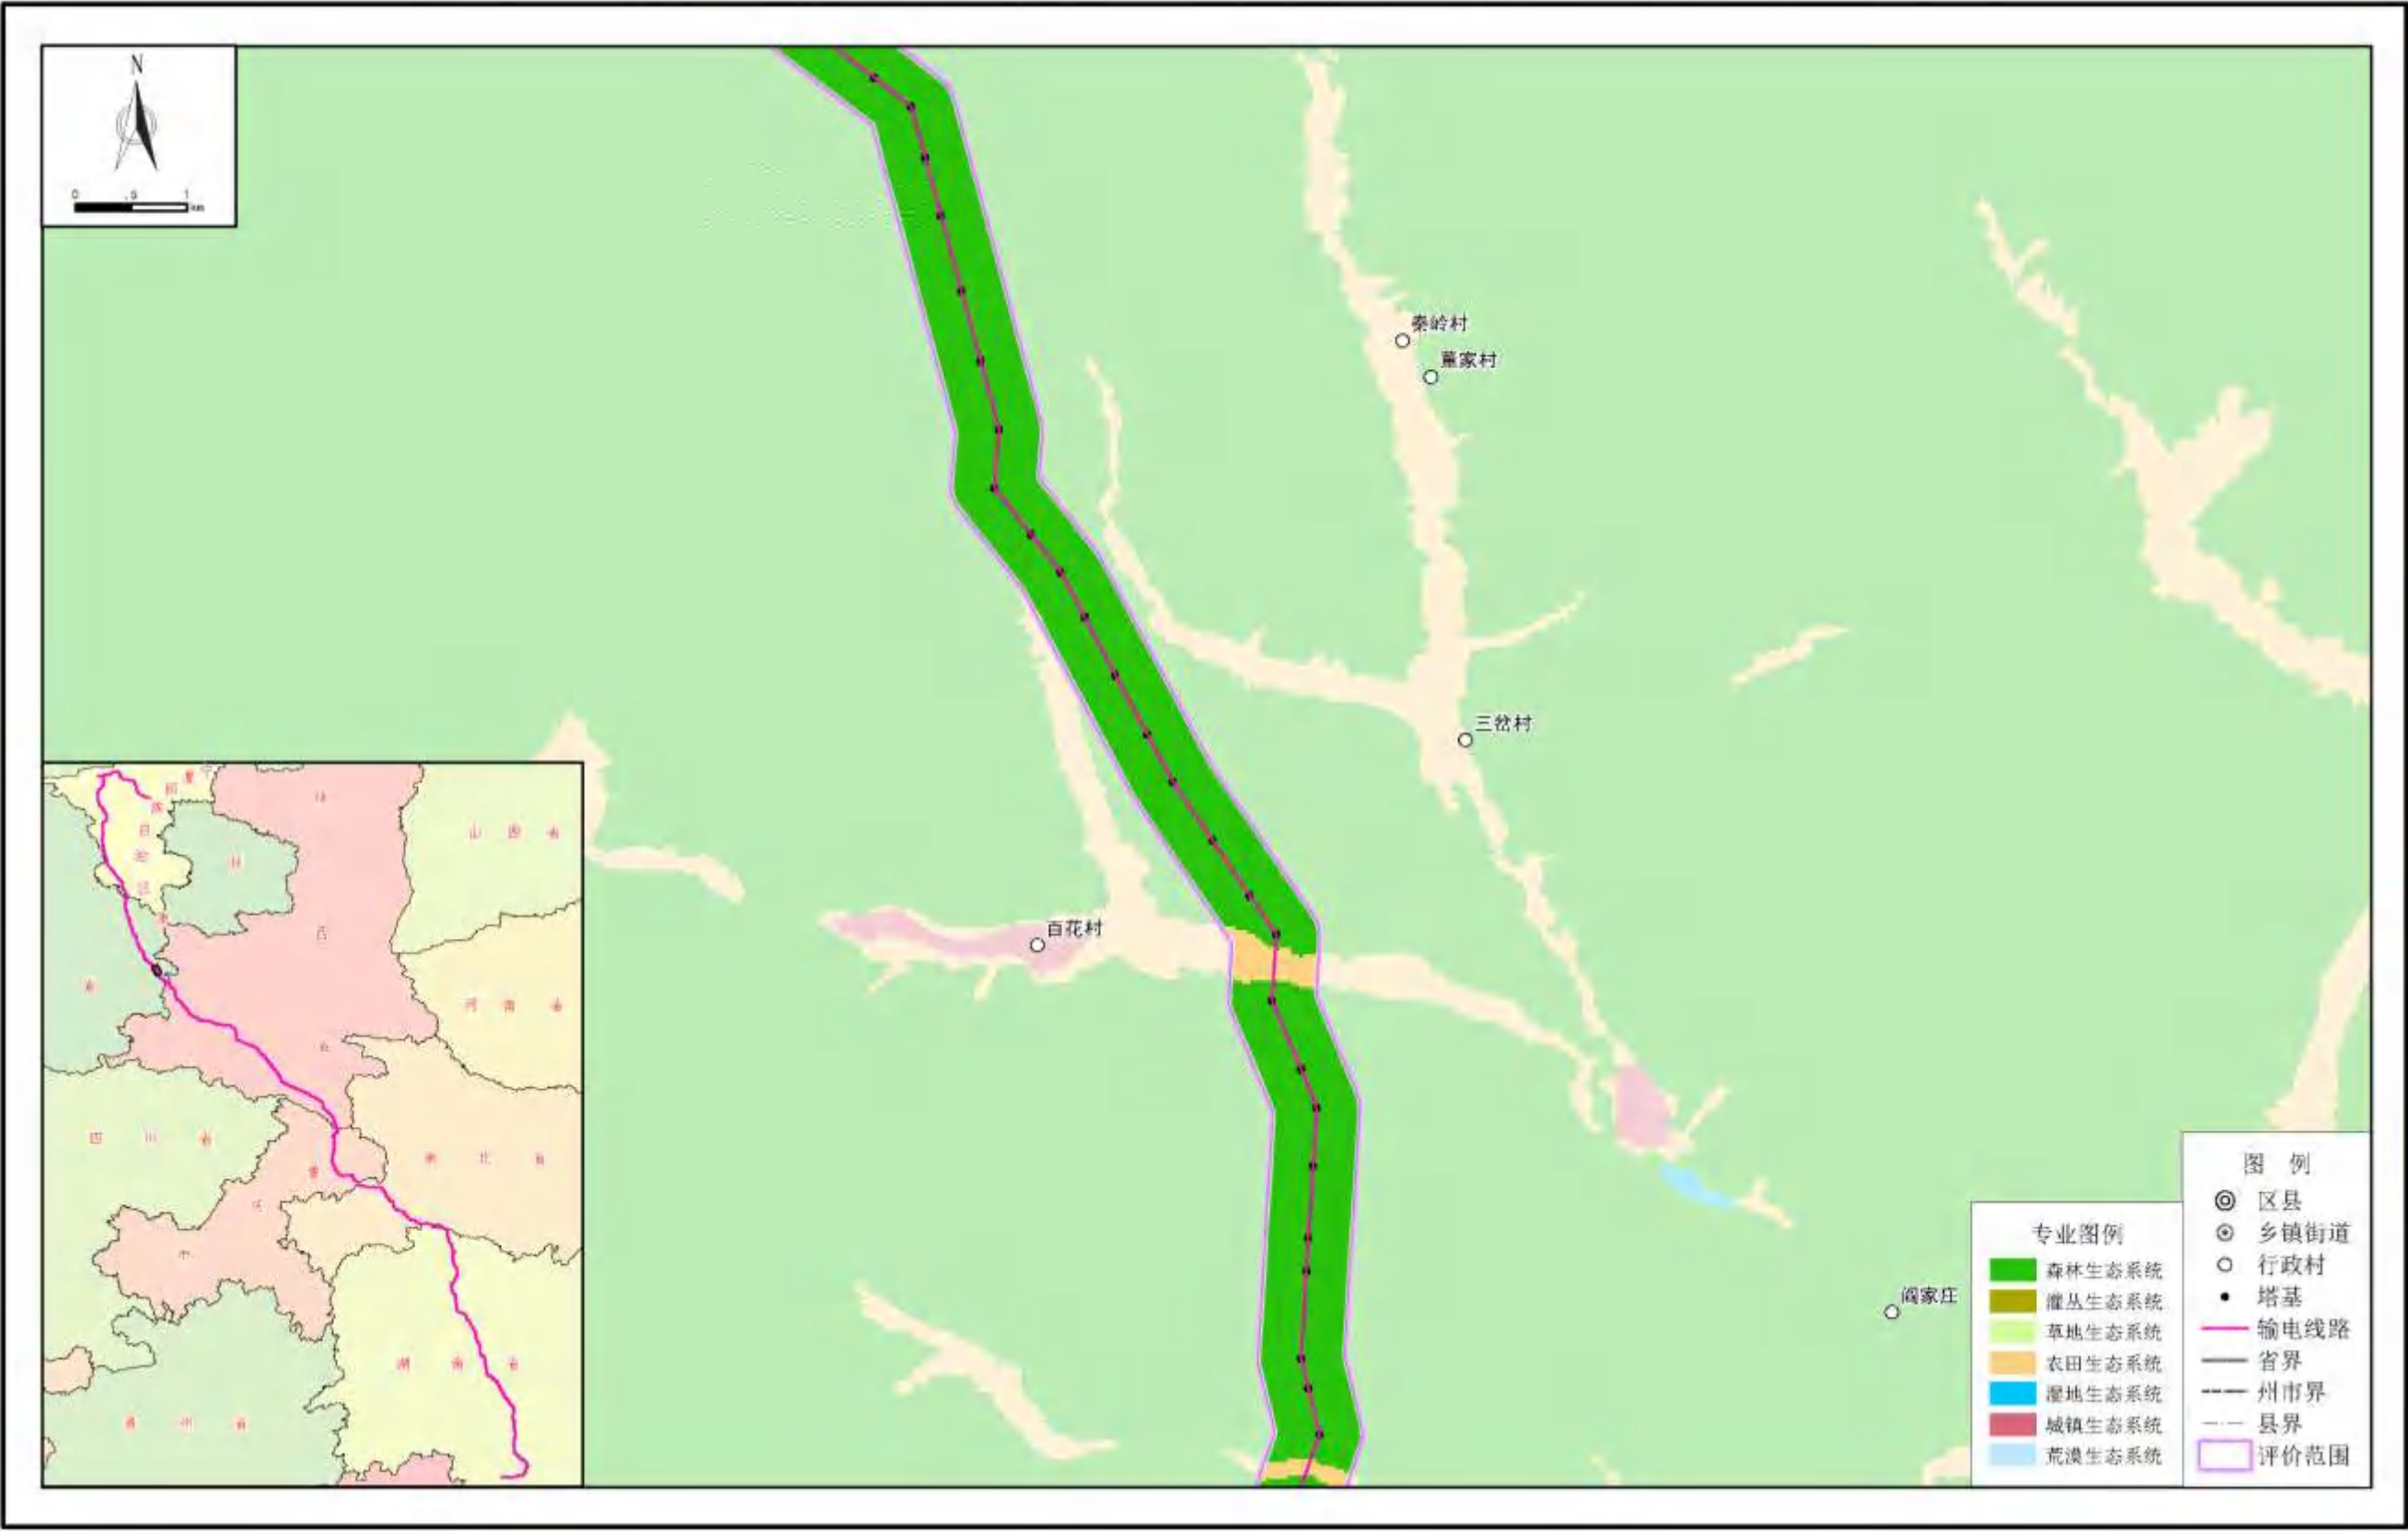 N
0 .5 1
km
秦岭村
董家村
三岔村
百花村
阎家庄
山 西 省
河 南 省
四 川 省
湖 北 省
湖 南 省
贵 州 省
图 例
区县
乡镇街道
行政村
塔基
输电线路
省界
州市界
县界
评价范围
专业图例
森林生态系统
灌丛生态系统
草地生态系统
农田生态系统
湿地生态系统
城镇生态系统
荒漠生态系统